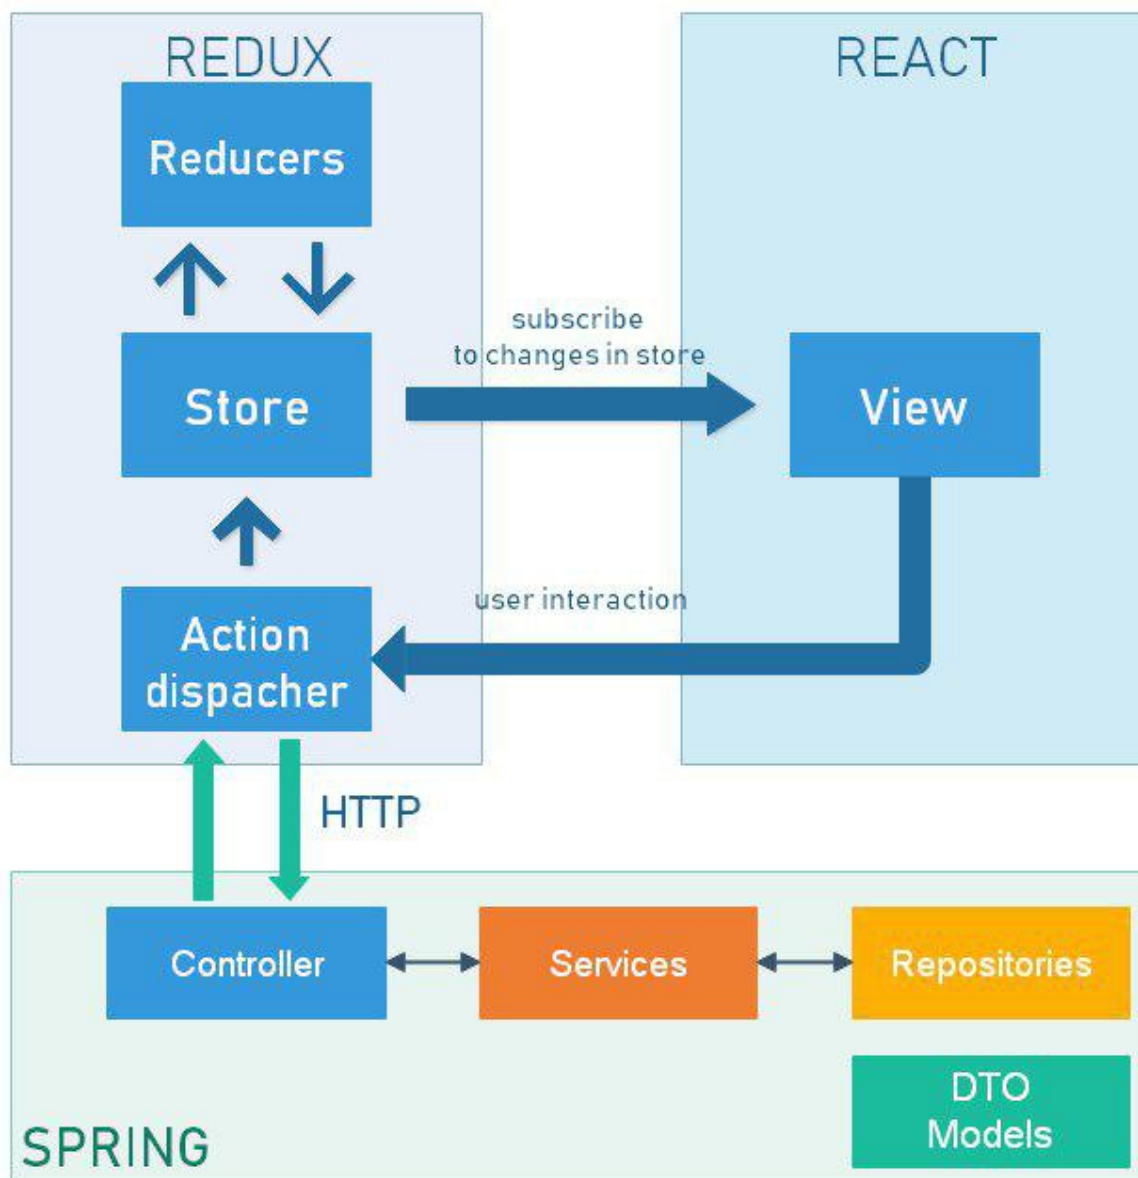 REDUX
REACT
Reducers
subscribe
to changes in store
Store
View
user interaction
Action
dispacher
HTTP
Controller
Services
Repositories
DTO
Models
SPRING